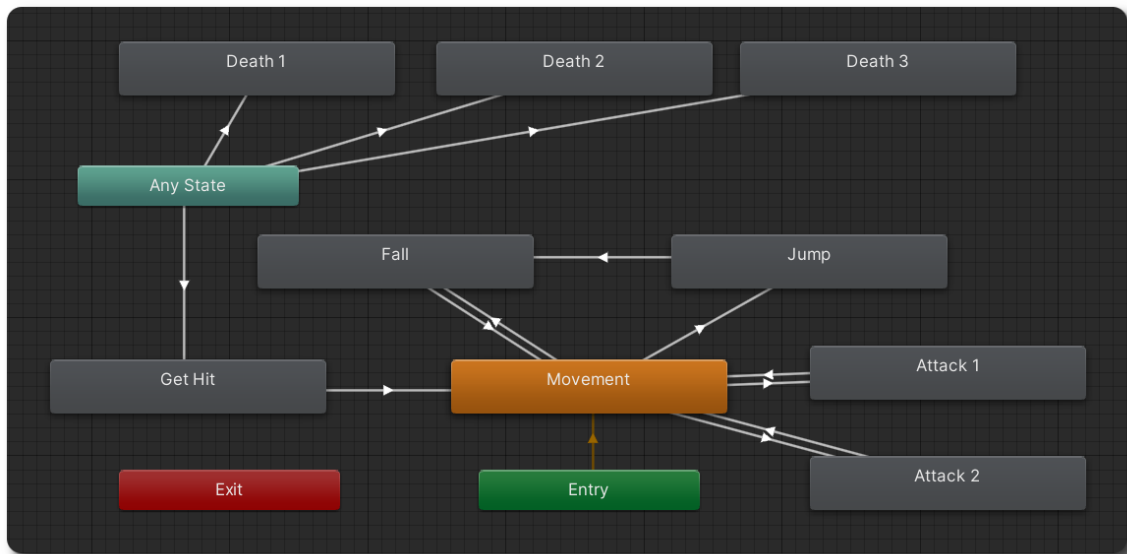 Death 1
Death 2
Death 3
Any State
Fall
Jump
Get Hit
Movement
Attack 1
Exit
Entry
Attack 2